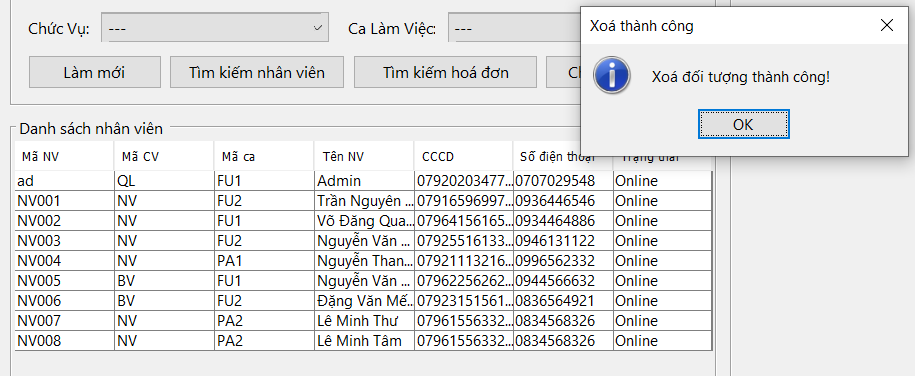 Chức Vụ: --- Ca Làm Việc: ---
Xoá thành công
Xoá đối tượng thành công!
OK
Làm mới Tìm kiếm nhân viên Tìm kiếm hoá đơn
Danh sách nhân viên
Mã NV Mã CV Mã ca Tên NV CCCD Số điện thoại Trạng thái
ad QL FU1 Admin 07920203477... 0707029548 Online
NV001 NV FU2 Trần Nguyên ... 07916596997... 0936446546 Online
NV002 NV FU1 Võ Đăng Qua... 07964156165... 0934464886 Online
NV003 NV FU2 Nguyễn Văn ... 07925516133... 0946131122 Online
NV004 NV PA1 Nguyễn Than... 07921113216... 0996562332 Online
NV005 BV FU1 Nguyễn Văn ... 07962256262... 0944566632 Online
NV006 BV FU2 Đặng Văn Mế... 07923151561... 0836564921 Online
NV007 NV PA2 Lê Minh Thư 07961556332... 0834568326 Online
NV008 NV PA2 Lê Minh Tâm 07961556332... 0834568326 Online